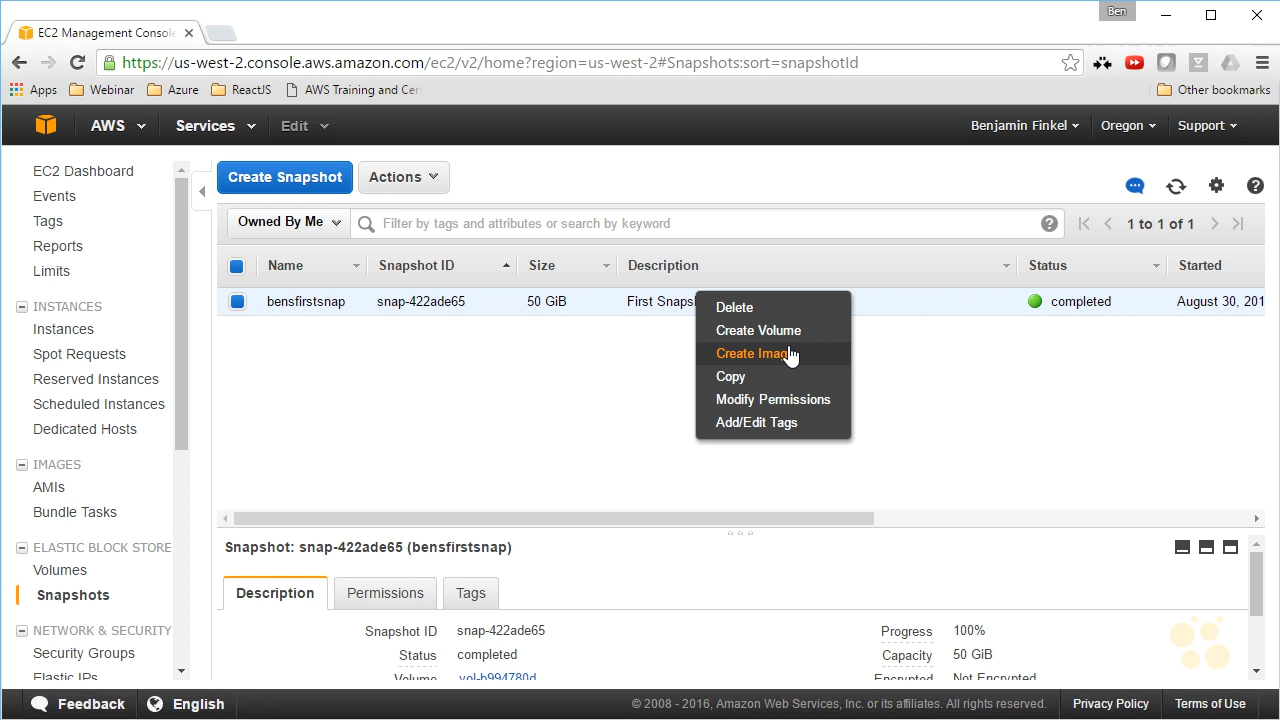 Ben
EC2 Management Console
https://us-west-2.console.aws.amazon.com/ec2/v2/home?region=us-west-2#Snapshots:sort=snapshotId
Apps Webinar Azure ReactJS AWS Training and Cer Other bookmarks
AWS Services Edit Benjamin Finkel Oregon Support
EC2 Dashboard
Events
Tags
Reports
Limits
INSTANCES
Instances
Spot Requests
Reserved Instances
Scheduled Instances
Dedicated Hosts
IMAGES
AMIs
Bundle Tasks
ELASTIC BLOCK STORE
Volumes
Snapshots
NETWORK & SECURITY
Security Groups
Elastic IPs
Create Snapshot Actions
Owned By Me Filter by tags and attributes or search by keyword 1 to 1 of 1
Name Snapshot ID Size Description Status Started
bensfirstsnap snap-422ade65 50 GiB First Snaps completed August 30, 201
Delete
Create Volume
Create Imag
Copy
Modify Permissions
Add/Edit Tags
Snapshot: snap-422ade65 (bensfirstsnap)
Description Permissions Tags
Snapshot ID snap-422ade65 Progress 100%
Status completed Capacity 50 GiB
Volume vol-b994780d Encrypted Not Encrypted
Feedback English © 2008 - 2016, Amazon Web Services, Inc. or its affiliates. All rights reserved. Privacy Policy Terms of Use